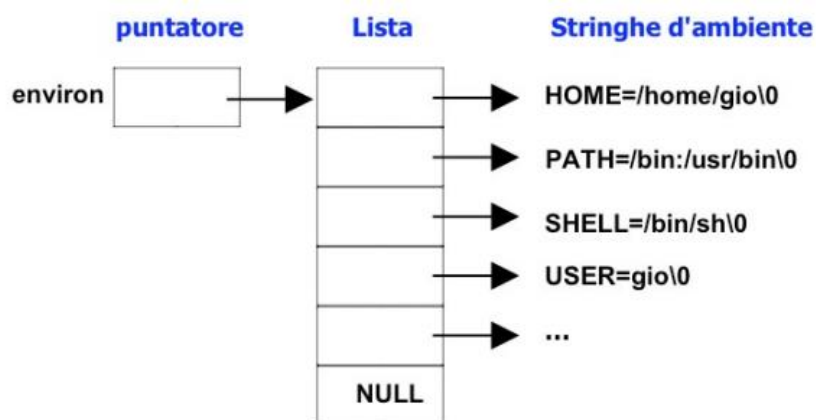 puntatore Lista Stringhe d'ambiente
environ HOME=/home/gio\0
PATH=/bin:/usr/bin\0
SHELL=/bin/sh\0
USER=gio\0
...
NULL